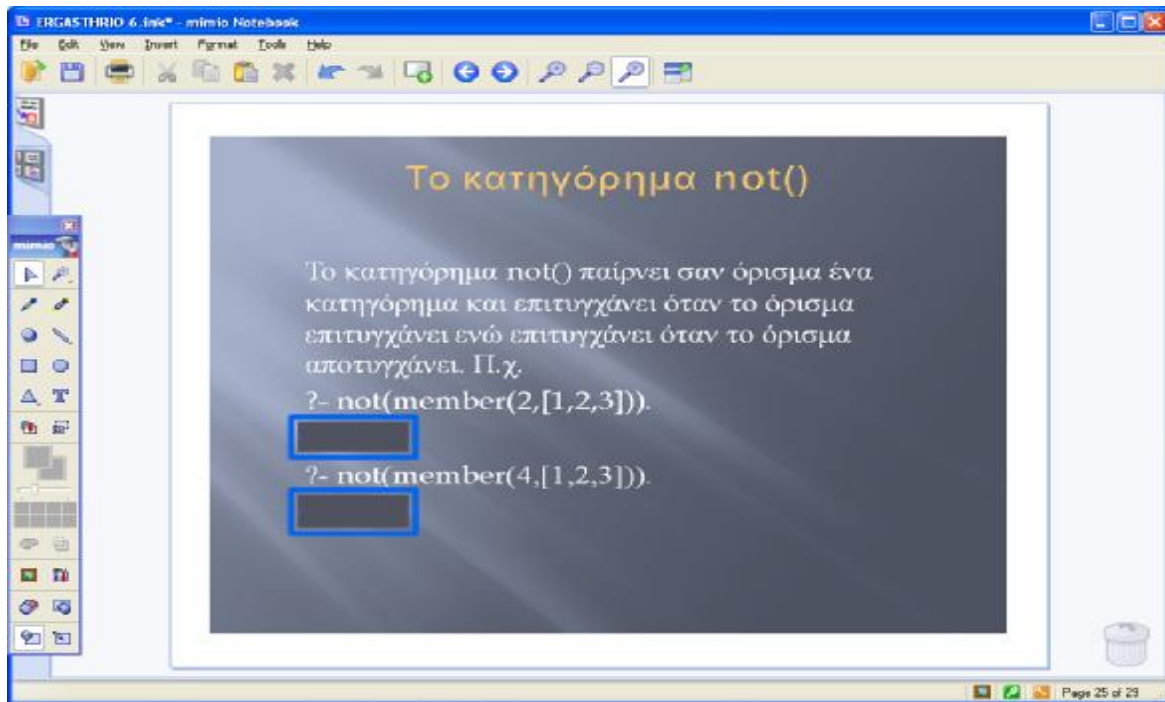 ERGASTHRIO 6.ink* - mimio Notebook
File Edit View Insert Format Tools Help
mimio
Το κατηγόρημα not()
Το κατηγόρημα not() παίρνει σαν όρισμα ένα
κατηγόρημα και επιτυγχάνει όταν το όρισμα
επιτυγχάνει ενώ επιτυγχάνει όταν το όρισμα
αποτυγχάνει. Π.χ.
?- not(member(2,[1,2,3])).
?- not(member(4,[1,2,3])).
Page 25 of 29